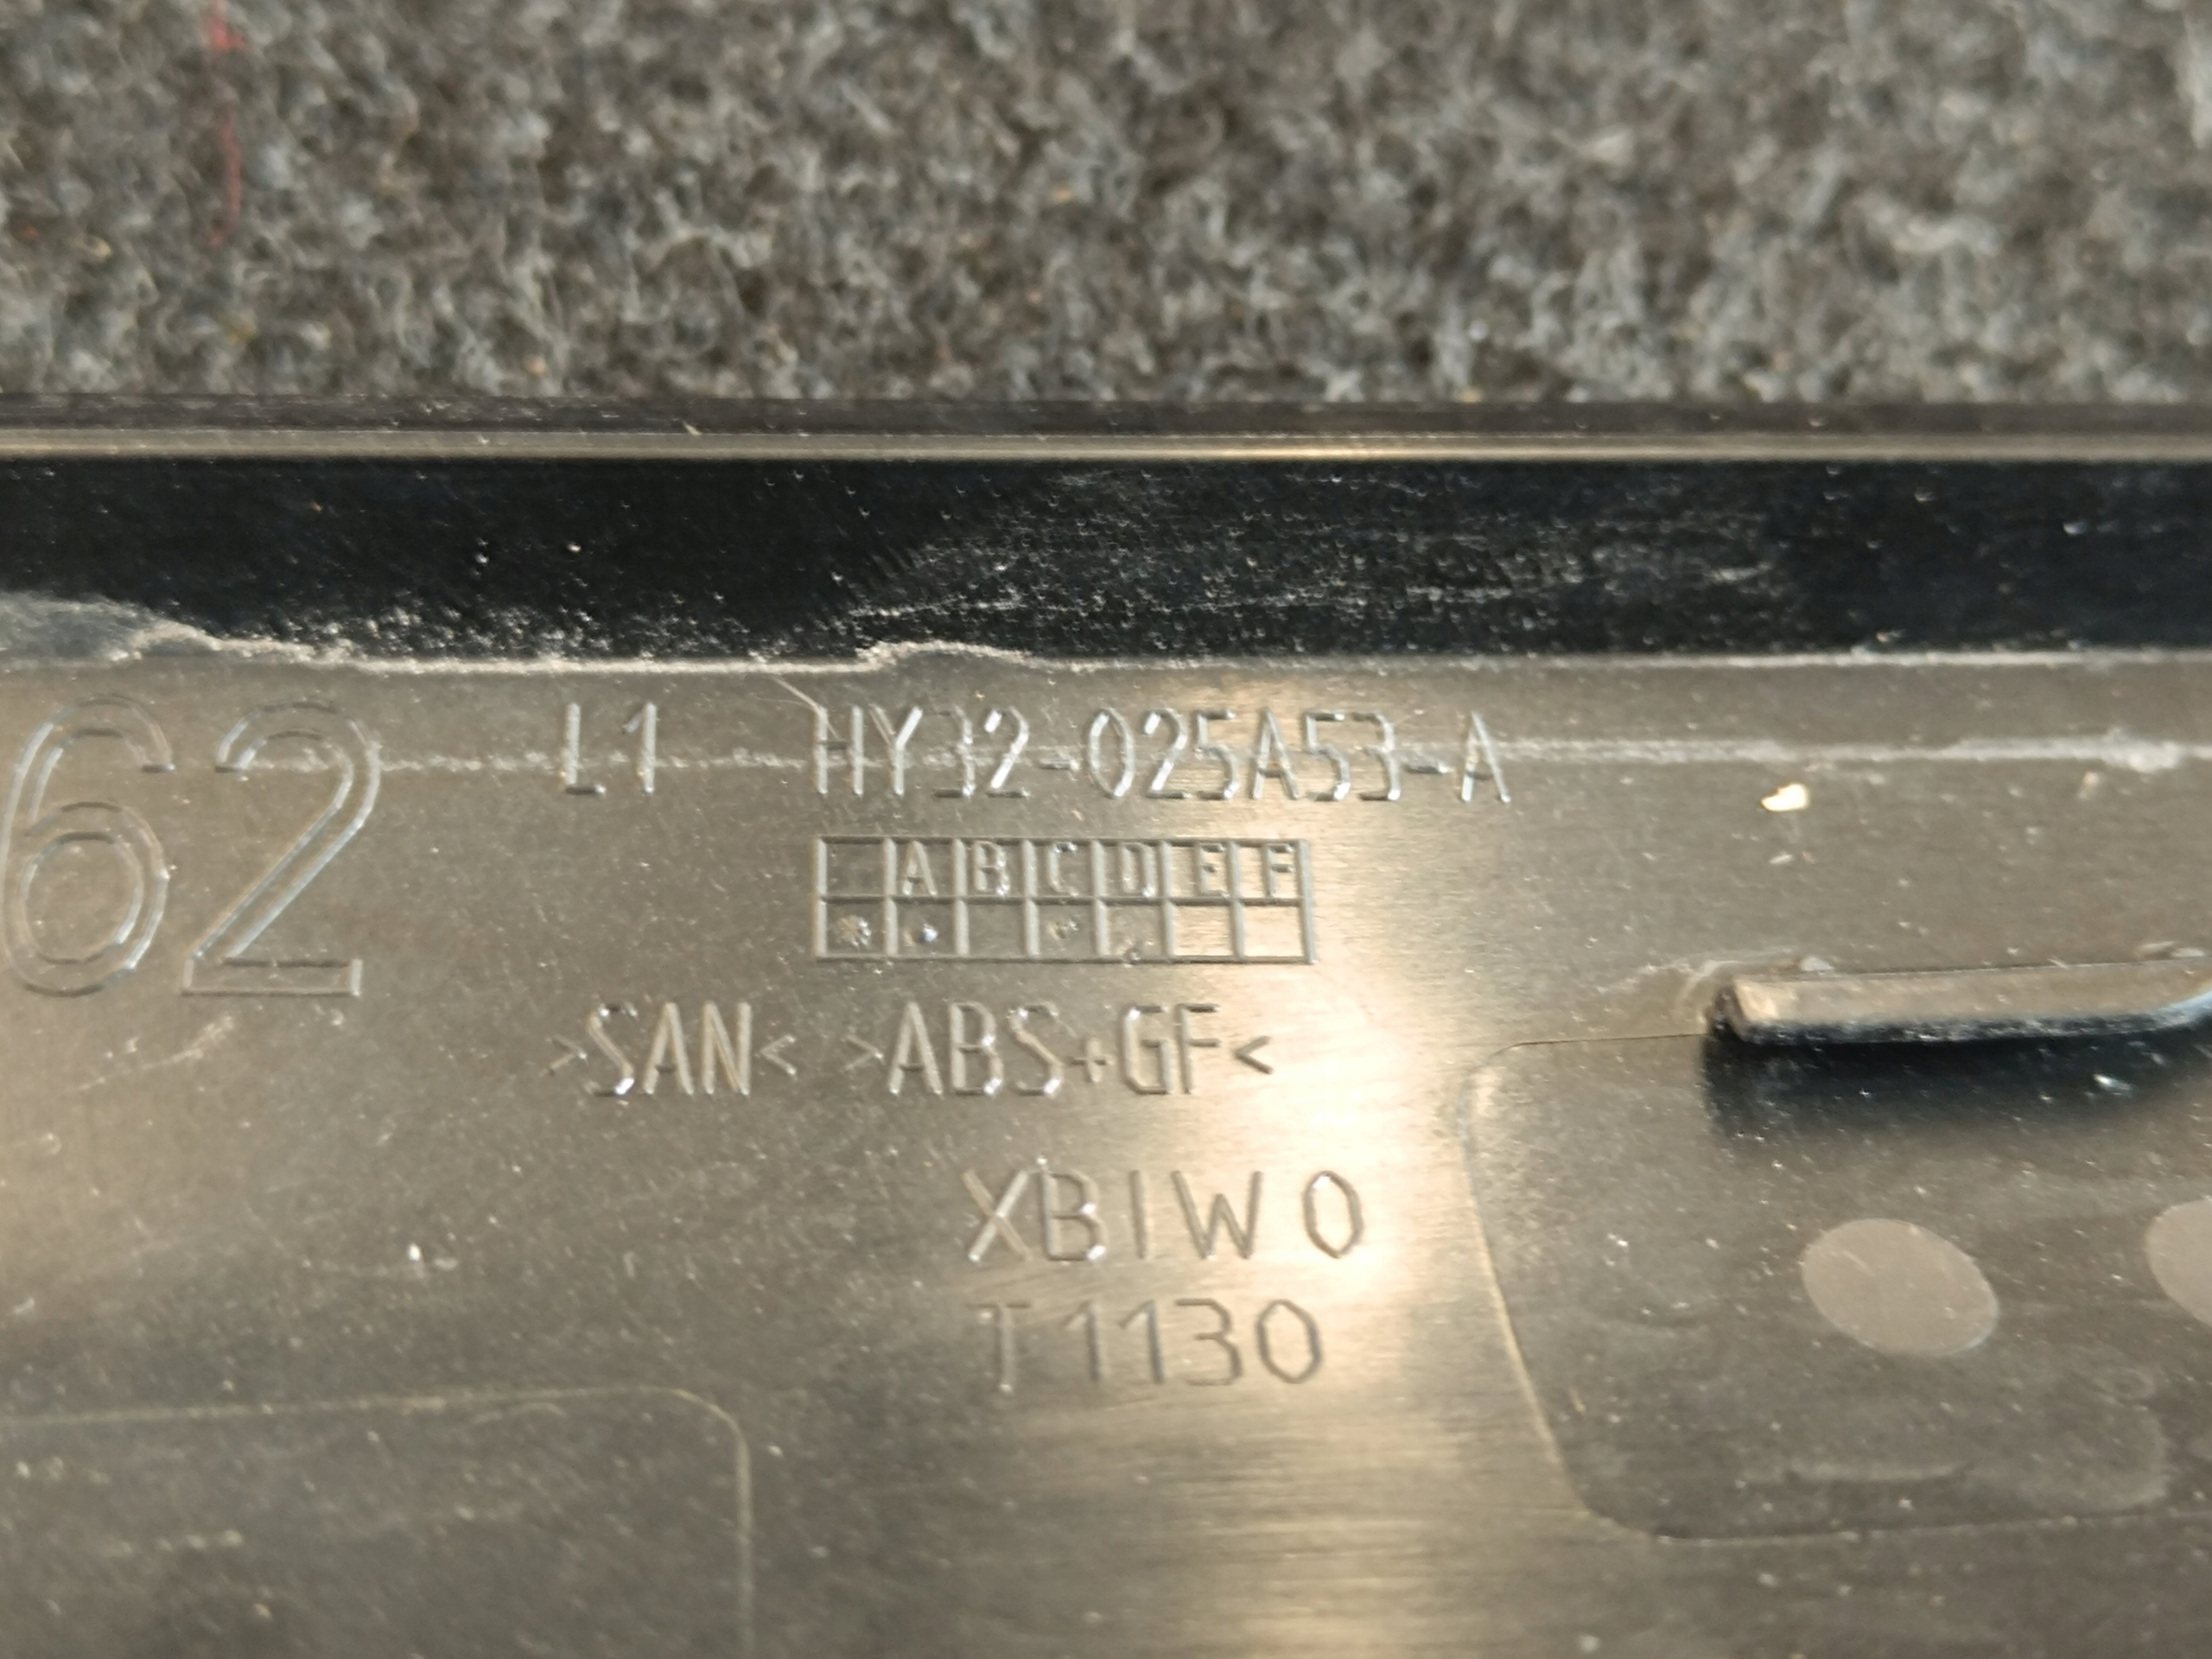 62
L1 HY32-025A53-A
A B C D E F
>SAN< >ABS+GF<
XBIW0
T1130